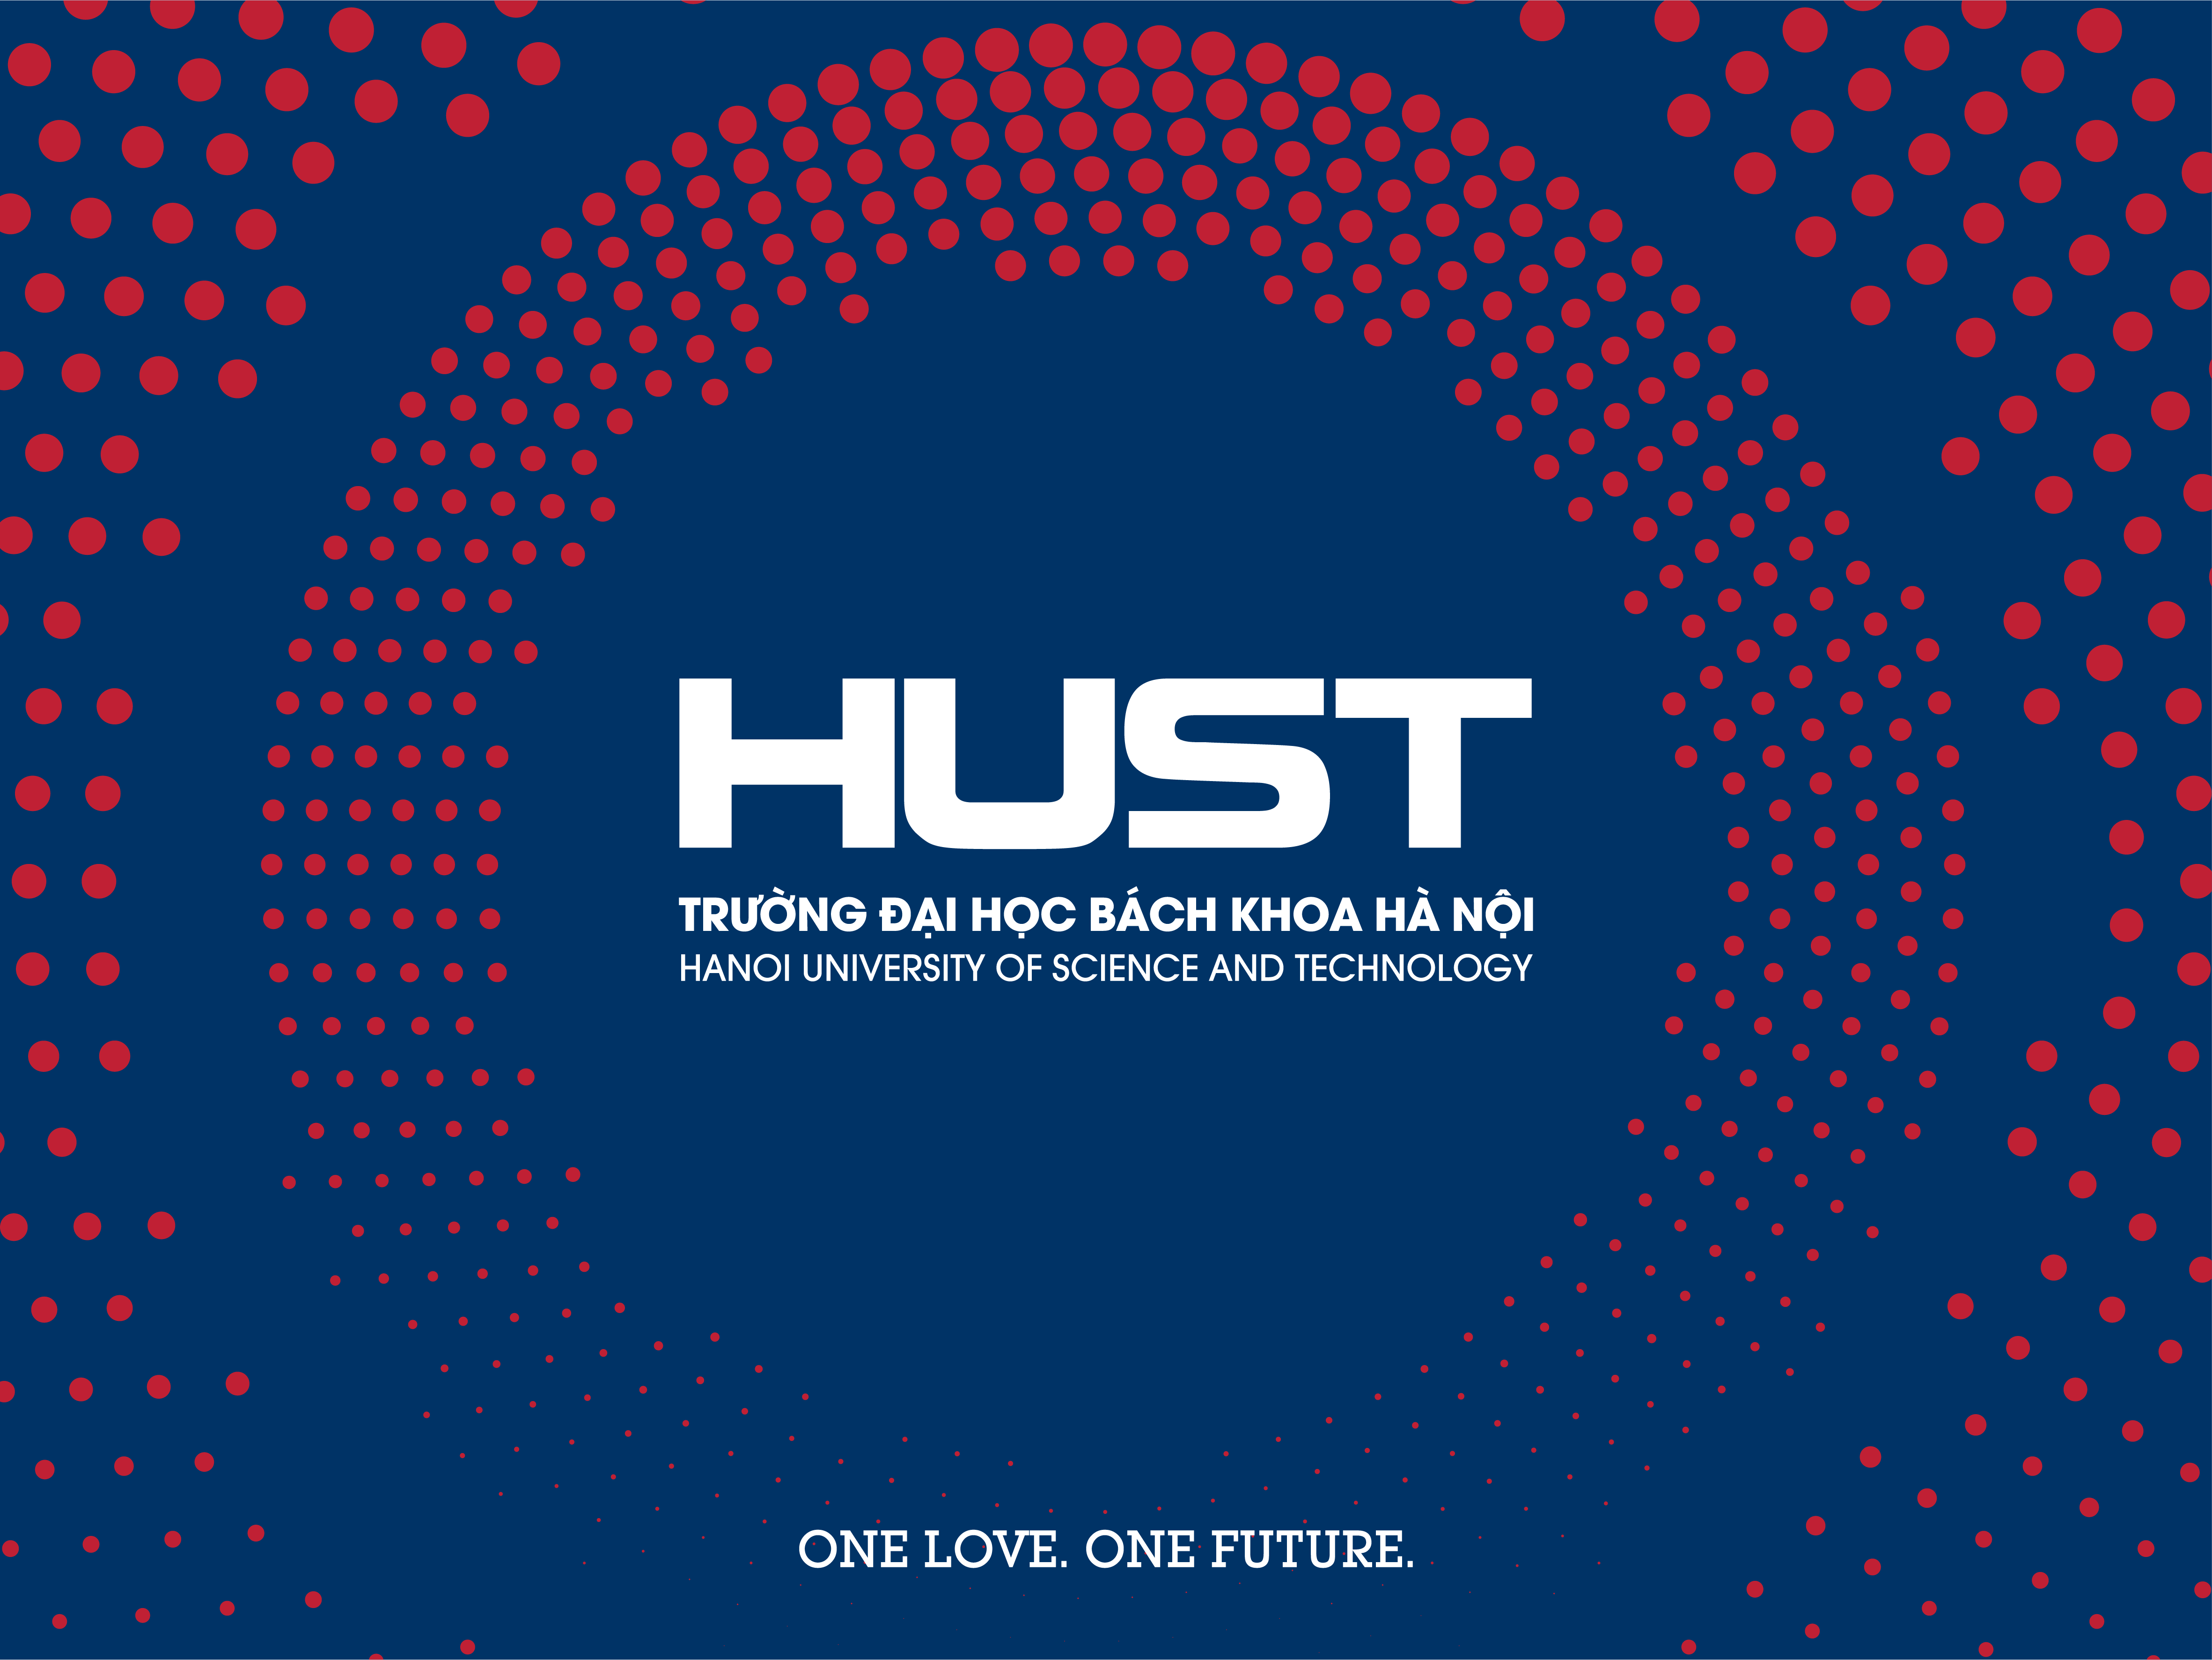 HUST
TRƯỜNG ĐẠI HỌC BÁCH KHOA HÀ NỘI
HANOI UNIVERSITY OF SCIENCE AND TECHNOLOGY
ONE LOVE. ONE FUTURE.